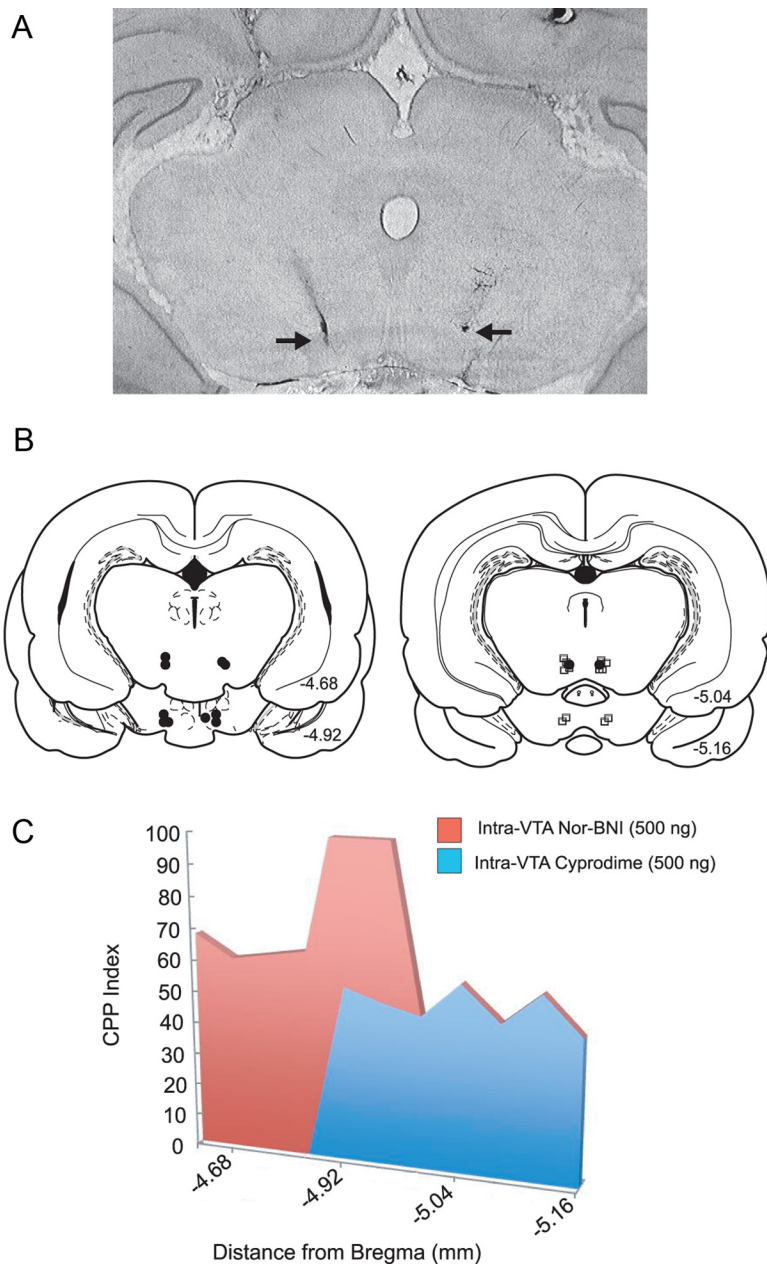 A
B
-4.68
-4.92
-5.04
-5.16
C
Intra-VTA Nor-BNI (500 ng)
Intra-VTA Cyprodime (500 ng)
CPP Index
100
90
80
70
60
50
40
30
20
10
0
-4.68
-4.92
-5.04
-5.16
Distance from Bregma (mm)